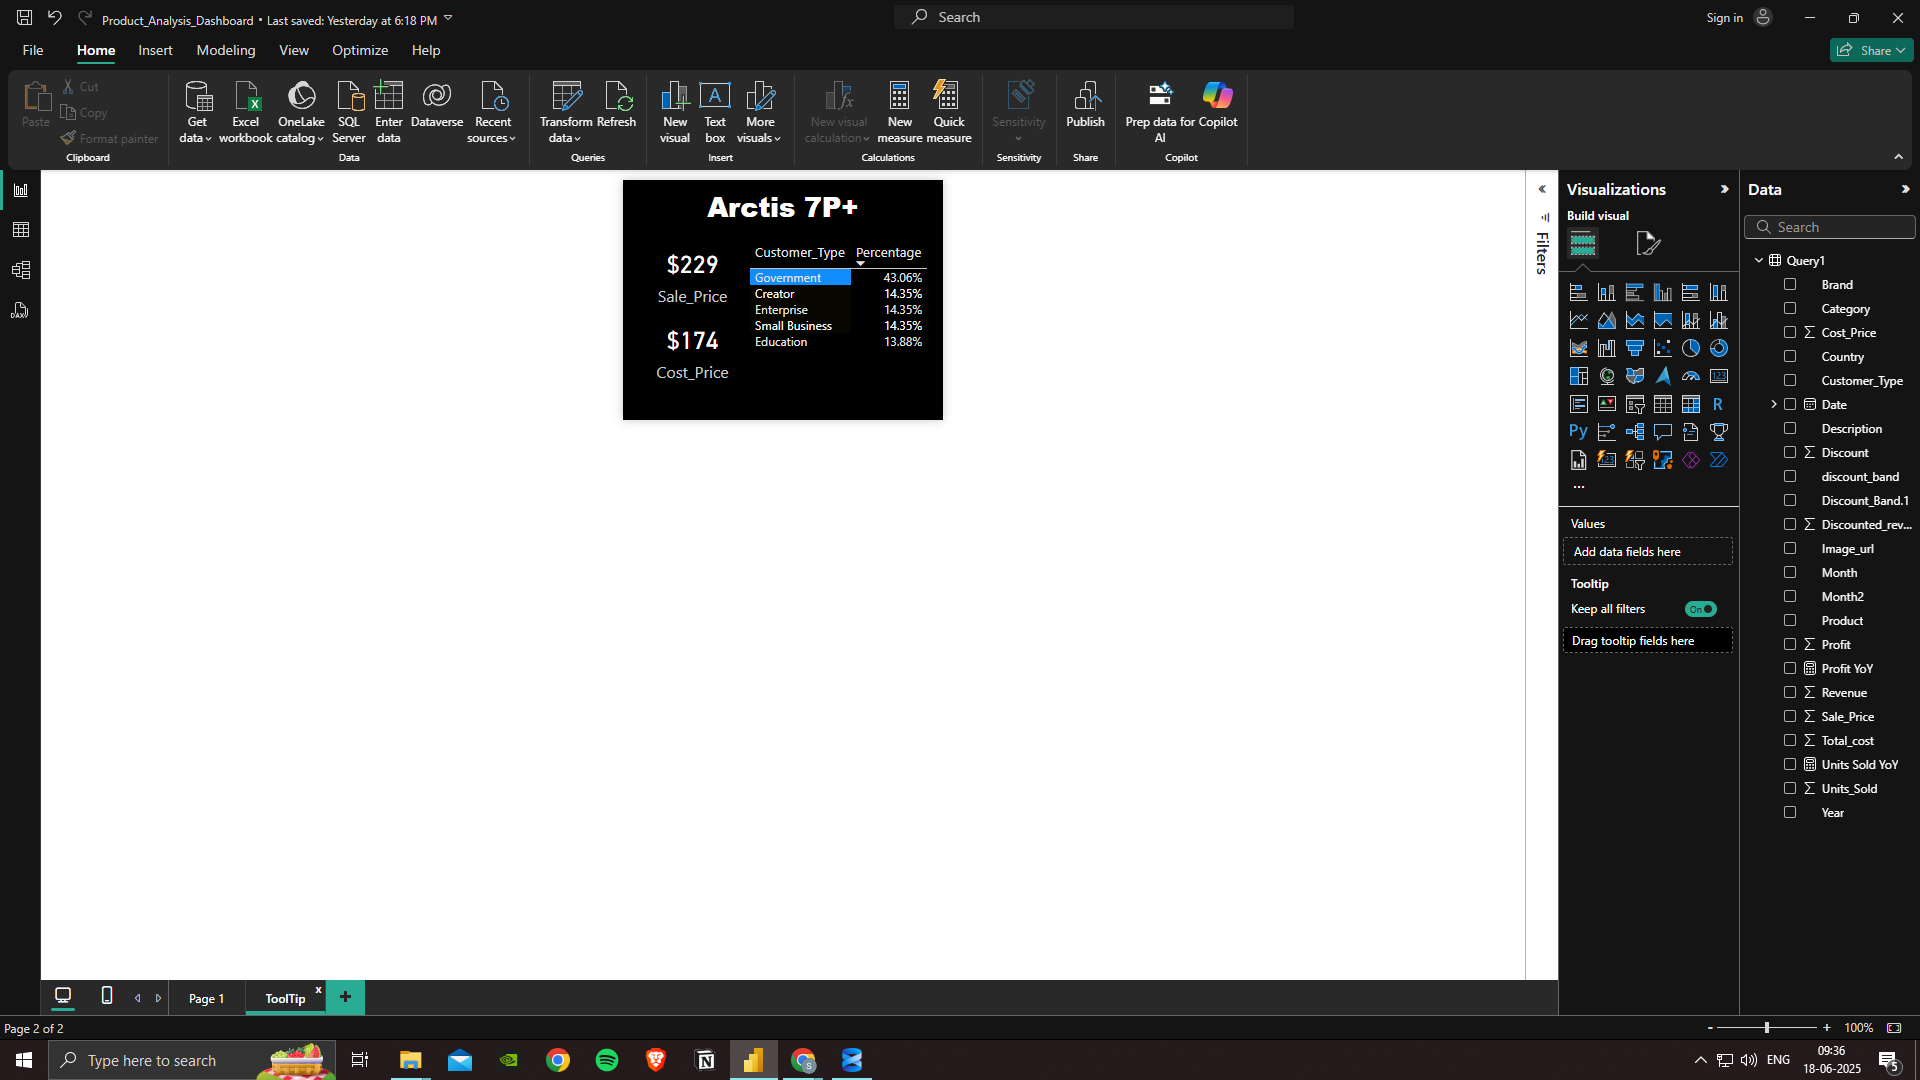 Product_Analysis_Dashboard • Last saved: Yesterday at 6:18 PM
Search
Sign in
File
Home
Insert
Modeling
View
Optimize
Help
Share
Paste
Cut
Copy
Format painter
Clipboard
Get data
Excel workbook
OneLake catalog
SQL Server
Enter data
Dataverse
Recent sources
Data
Transform data
Refresh
Queries
New visual
Text box
More visuals
Insert
New visual calculation
New measure
Quick measure
Calculations
Sensitivity
Sensitivity
Publish
Share
Prep data for AI
Copilot
Copilot
Arctis 7P+
$229
Sale_Price
$174
Cost_Price
Customer_Type Percentage
Government 43.06%
Creator 14.35%
Enterprise 14.35%
Small Business 14.35%
Education 13.88%
Filters
Visualizations
Build visual
123
R
Py
123
...
Values
Add data fields here
Tooltip
Keep all filters
On
Drag tooltip fields here
Data
Search
Query1
Brand
Category
Cost_Price
Country
Customer_Type
Date
Description
Discount
discount_band
Discount_Band.1
Discounted_rev...
Image_url
Month
Month2
Product
Profit
Profit YoY
Revenue
Sale_Price
Total_cost
Units Sold YoY
Units_Sold
Year
Page 1
ToolTip
x
+
Page 2 of 2
- + 100%
Type here to search
ENG
09:36
18-06-2025
5